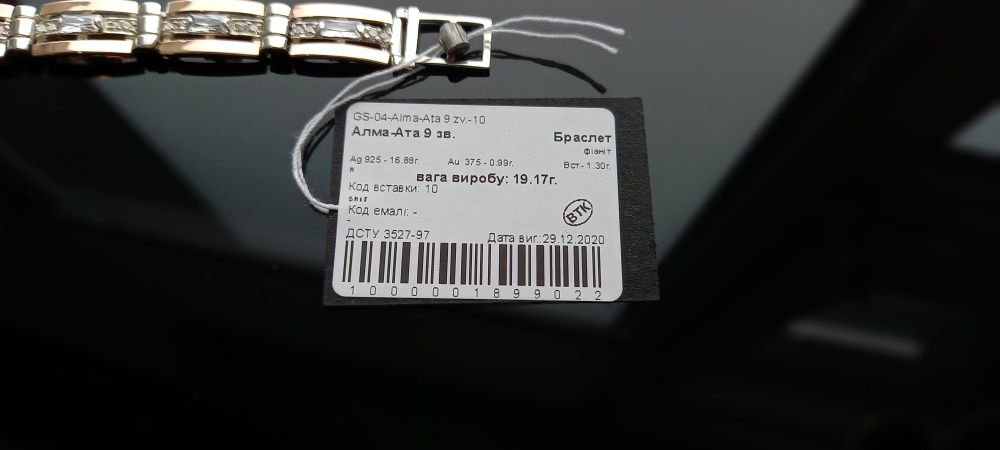 GS-04-Alma-Ata 9 zv.-10
Алма-Ата 9 зв.
Браслет
фіаніт
Ag 925 - 16.88г. Au 375 - 0.99г. Вст.- 1.30г.
вага виробу: 19.17г.
Код вставки: 10
Код емалі: -
-
ВТК
ДСТУ 3527-97 Дата виг.:29.12.2020
1000001899022